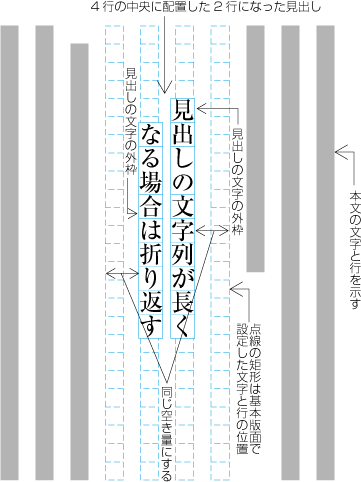 4行の中央に配置した2行になった見出し
本文の文字と行を示す
点線の矩形は基本版面で
設定した文字と行の位置
見出しの文字の外枠
見出しの文字列が長く
なる場合は折り返す
見出しの文字の外枠
同じ空き量にする